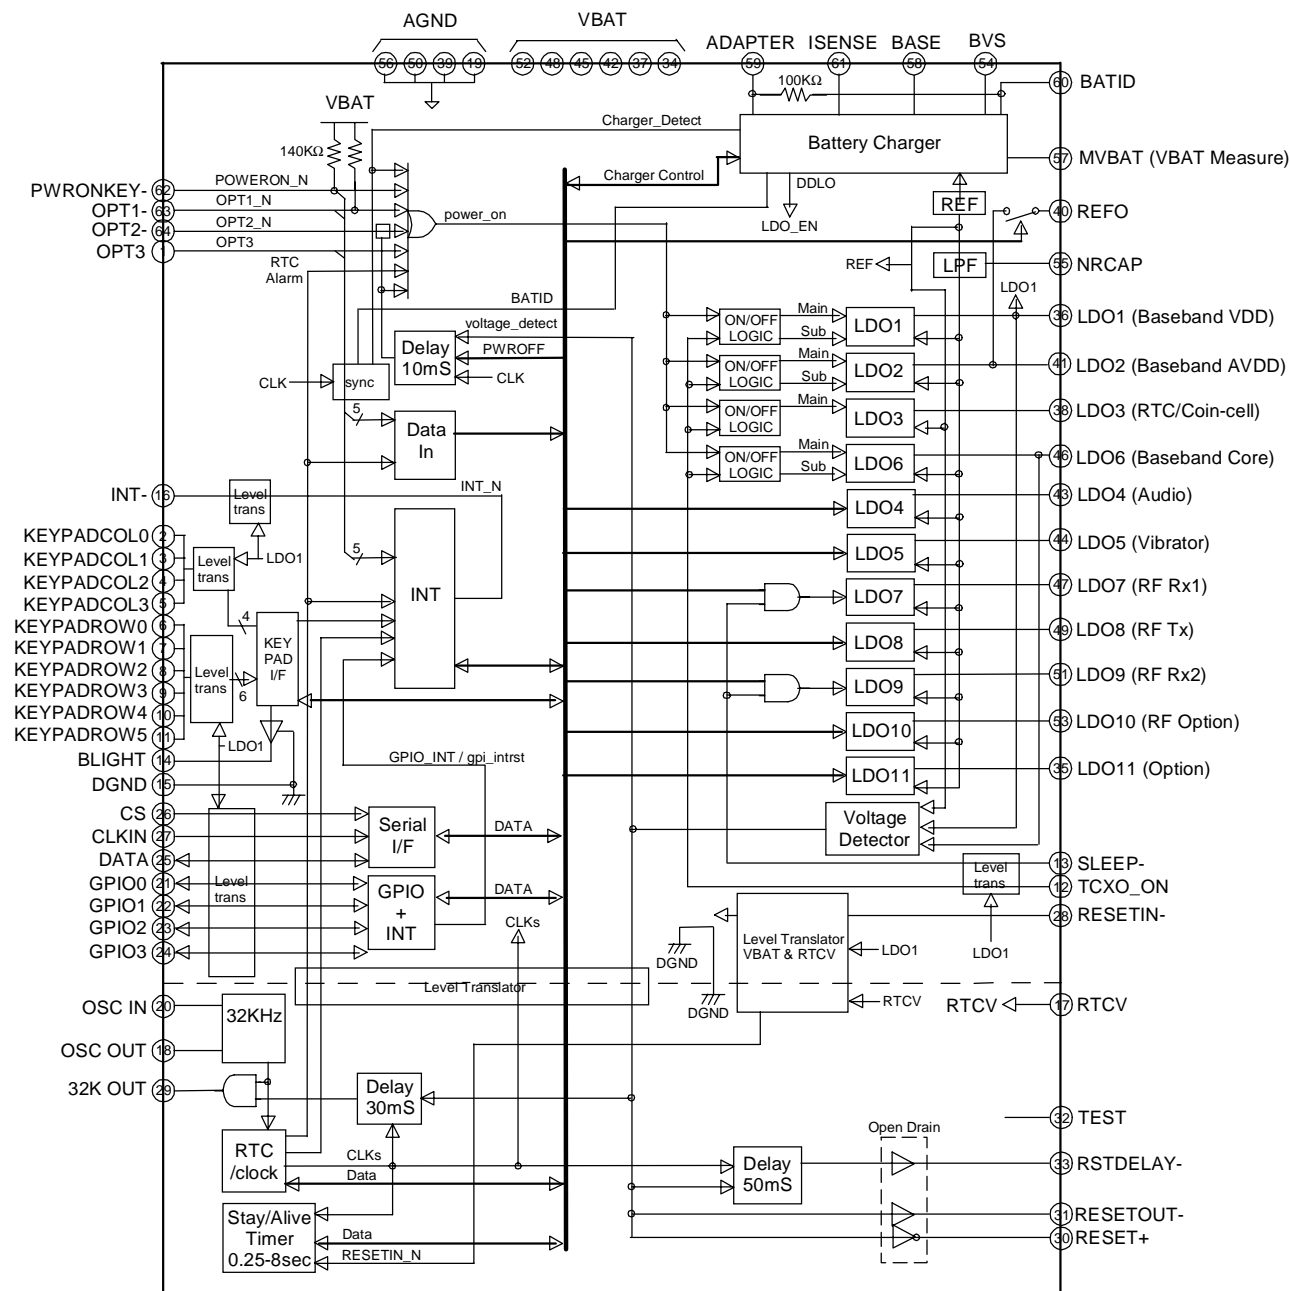 AGND
VBAT
56 50 39 19
52 48 45 42 37 34
ADAPTER ISENSE BASE BVS
59 61 58 54
100KΩ
60 BATID
VBAT
140KΩ
Charger_Detect
Battery Charger
57 MVBAT (VBAT Measure)
Charger Control
DDLO
LDO_EN
PWRONKEY- 62 POWERON_N
OPT1- 63 OPT1_N
OPT2- 64 OPT2_N
OPT3 1 OPT3
power_on
RTC
Alarm
REF
40 REFO
REF
LPF
55 NRCAP
LDO1
BATID
voltage_detect
Delay
10mS
PWROFF
CLK
CLK
sync
ON/OFF
LOGIC
Main
Sub
LDO1
36 LDO1 (Baseband VDD)
ON/OFF
LOGIC
Main
Sub
LDO2
41 LDO2 (Baseband AVDD)
ON/OFF
LOGIC
Main
LDO3
38 LDO3 (RTC/Coin-cell)
ON/OFF
LOGIC
Main
Sub
LDO6
46 LDO6 (Baseband Core)
5
Data
In
INT- 16
Level
trans
INT_N
LDO4
43 LDO4 (Audio)
KEYPADCOL0 2
KEYPADCOL1 3
KEYPADCOL2 4
KEYPADCOL3 5
Level
trans
LDO1
5
INT
LDO5
44 LDO5 (Vibrator)
LDO7
47 LDO7 (RF Rx1)
KEYPADROW0 6
KEYPADROW1 7
KEYPADROW2 8
KEYPADROW3 9
KEYPADROW4 10
KEYPADROW5 11
Level
trans
4
6
KEY
PAD
I/F
LDO1
LDO8
49 LDO8 (RF Tx)
LDO9
51 LDO9 (RF Rx2)
LDO10
53 LDO10 (RF Option)
LDO11
35 LDO11 (Option)
BLIGHT 14
DGND 15
GPIO_INT / gpi_intrst
CS 26
CLKIN 27
DATA 25
Serial
I/F
DATA
Voltage
Detector
GPIO0 21
GPIO1 22
GPIO2 23
GPIO3 24
Level
trans
GPIO
+
INT
DATA
CLKs
Level
trans
13 SLEEP-
12 TCXO_ON
28 RESETIN-
LDO1
Level Translator
VBAT & RTCV
LDO1
RTCV
DGND
DGND
Level Translator
OSC IN 20
OSC OUT 18
32KHz
RTCV
17 RTCV
32K OUT 29
Delay
30mS
32 TEST
RTC
/clock
CLKs
Data
Delay
50mS
Open Drain
33 RSTDELAY-
Stay/Alive
Timer
0.25-8sec
Data
RESETIN_N
31 RESETOUT-
30 RESET+